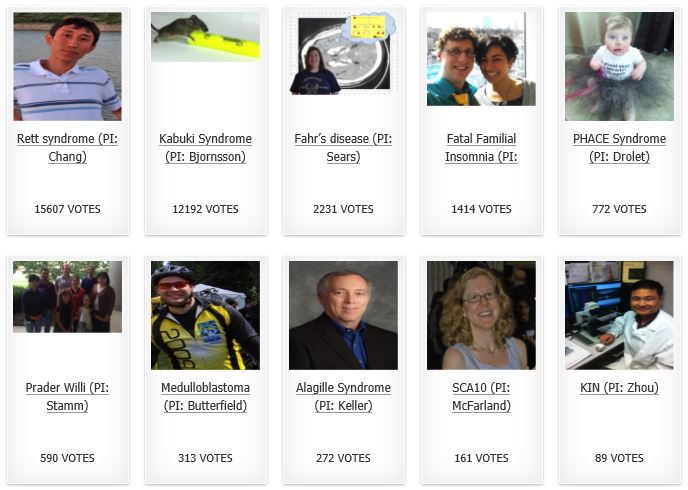 Rett syndrome (PI:
Chang)
15607 VOTES
Kabuki Syndrome
(PI: Bjornsson)
12192 VOTES
Fahr’s disease (PI:
Sears)
2231 VOTES
Fatal Familial
Insomnia (PI:
1414 VOTES
PHACE Syndrome
(PI: Drolet)
772 VOTES
Prader Willi (PI:
Stamm)
590 VOTES
Medulloblastoma
(PI: Butterfield)
313 VOTES
Alagille Syndrome
(PI: Keller)
272 VOTES
SCA10 (PI:
McFarland)
161 VOTES
KIN (PI: Zhou)
89 VOTES